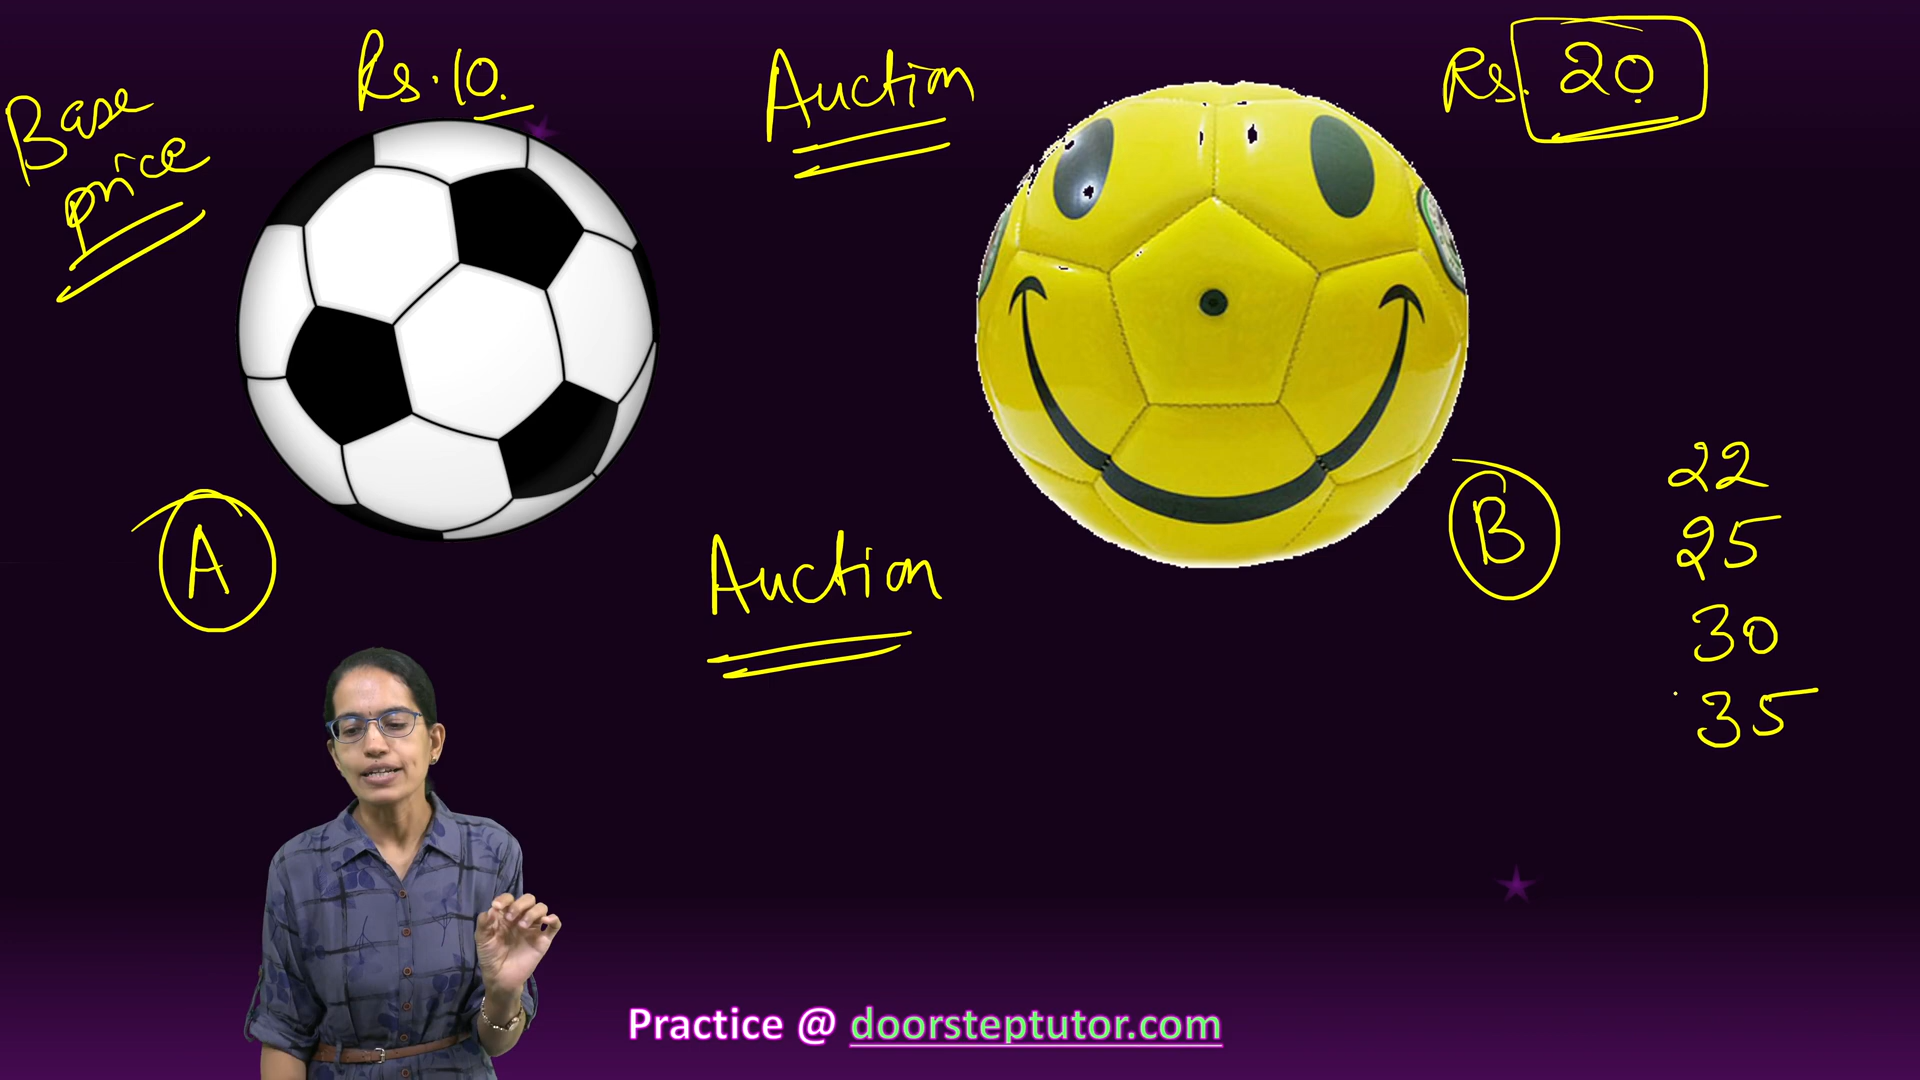 Base
price
Rs. 10.
Auction
Rs. 20
A
B
Auction
22
25
30
35
Practice @ doorsteptutor.com